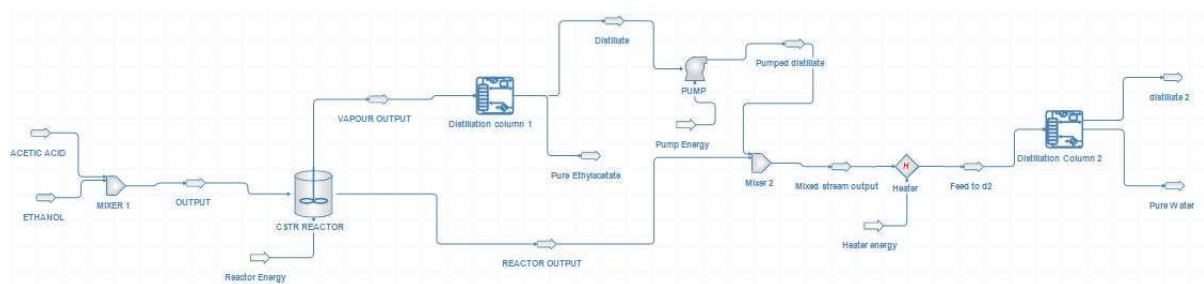 Distillate
Pumped distillate
PUMP
distillate 2
VAPOUR OUTPUT
Distillation column 1
Pump Energy
ACETIC ACID
Pure Ethylacetate
Mixer 2
Mixed stream output
H
Heater
Feed to d2
Distillation Column 2
MIXER 1
OUTPUT
ETHANOL
CSTR REACTOR
Pure Water
Heater energy
REACTOR OUTPUT
Reactor Energy